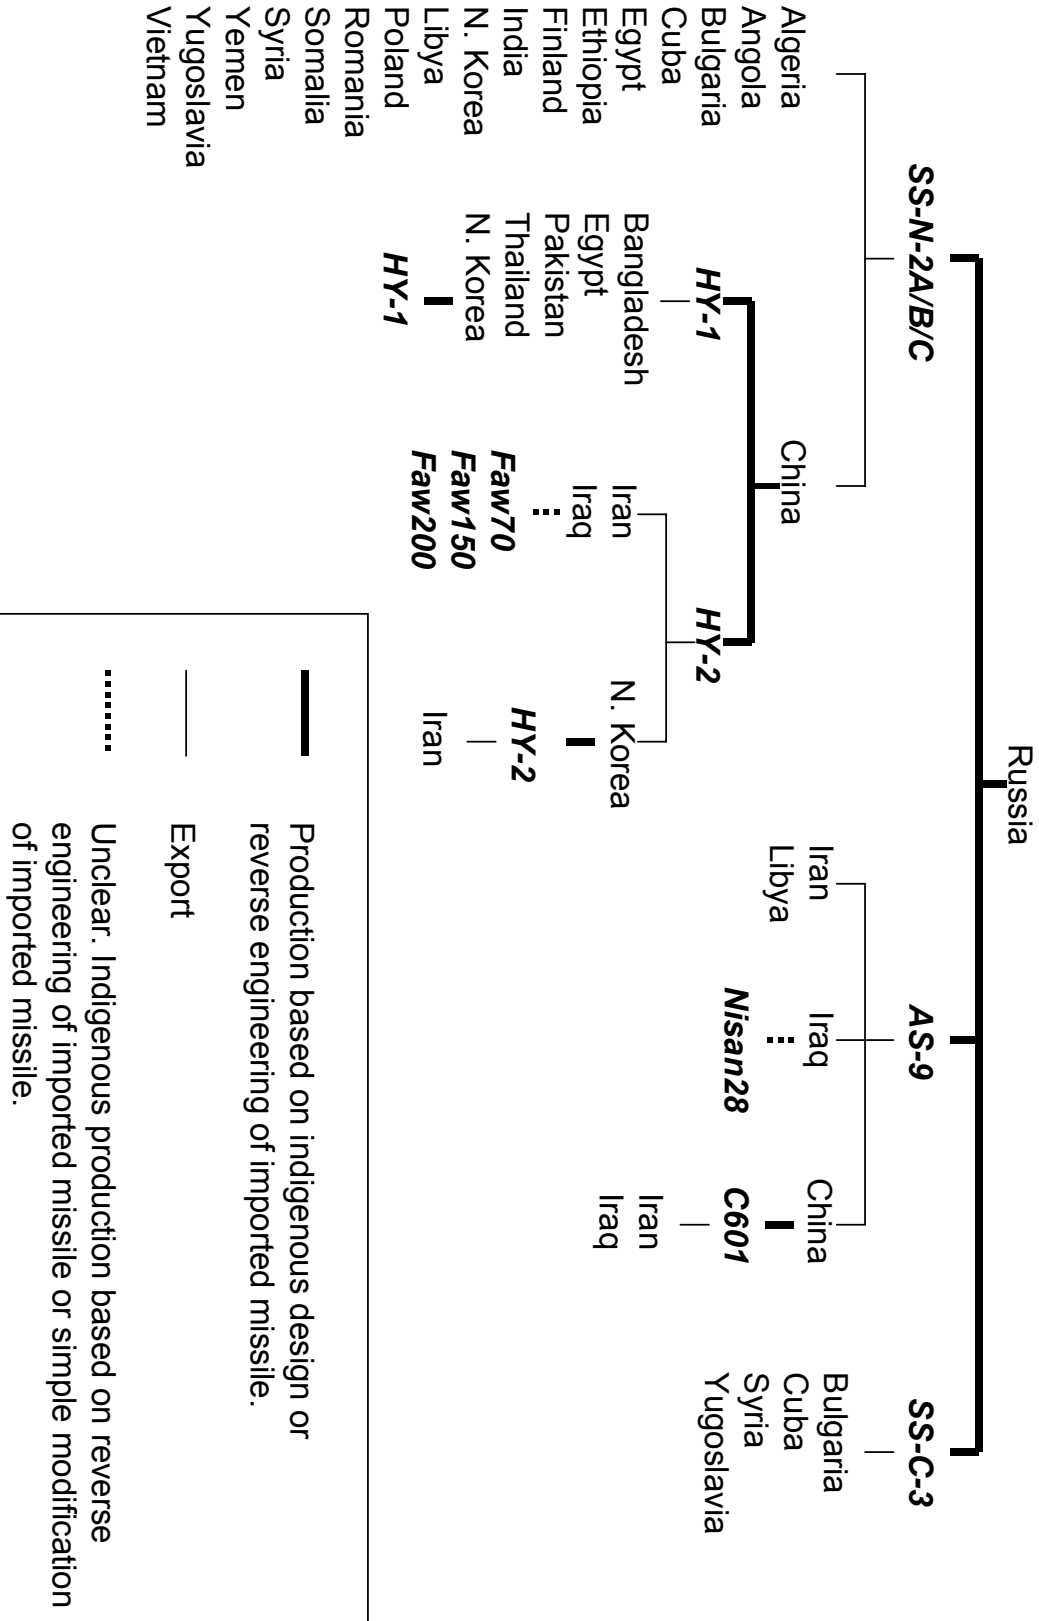 Russia
SS-N-2A/B/C
AS-9
SS-C-3
Algeria
Angola
Bulgaria
Cuba
Egypt
Ethiopia
Finland
India
N. Korea
Libya
Poland
Romania
Somalia
Syria
Yemen
Yugoslavia
Vietnam
China
HY-1
Bangladesh
Egypt
Pakistan
Thailand
N. Korea
HY-1
HY-2
Iran
Iraq
Faw70
Faw150
Faw200
N. Korea
HY-2
Iran
Iran
Libya
Iraq
Nisan28
China
C601
Iran
Iraq
Bulgaria
Cuba
Syria
Yugoslavia
Production based on indigenous design or
reverse engineering of imported missile.
Export
Unclear. Indigenous production based on reverse
engineering of imported missile or simple modification
of imported missile.